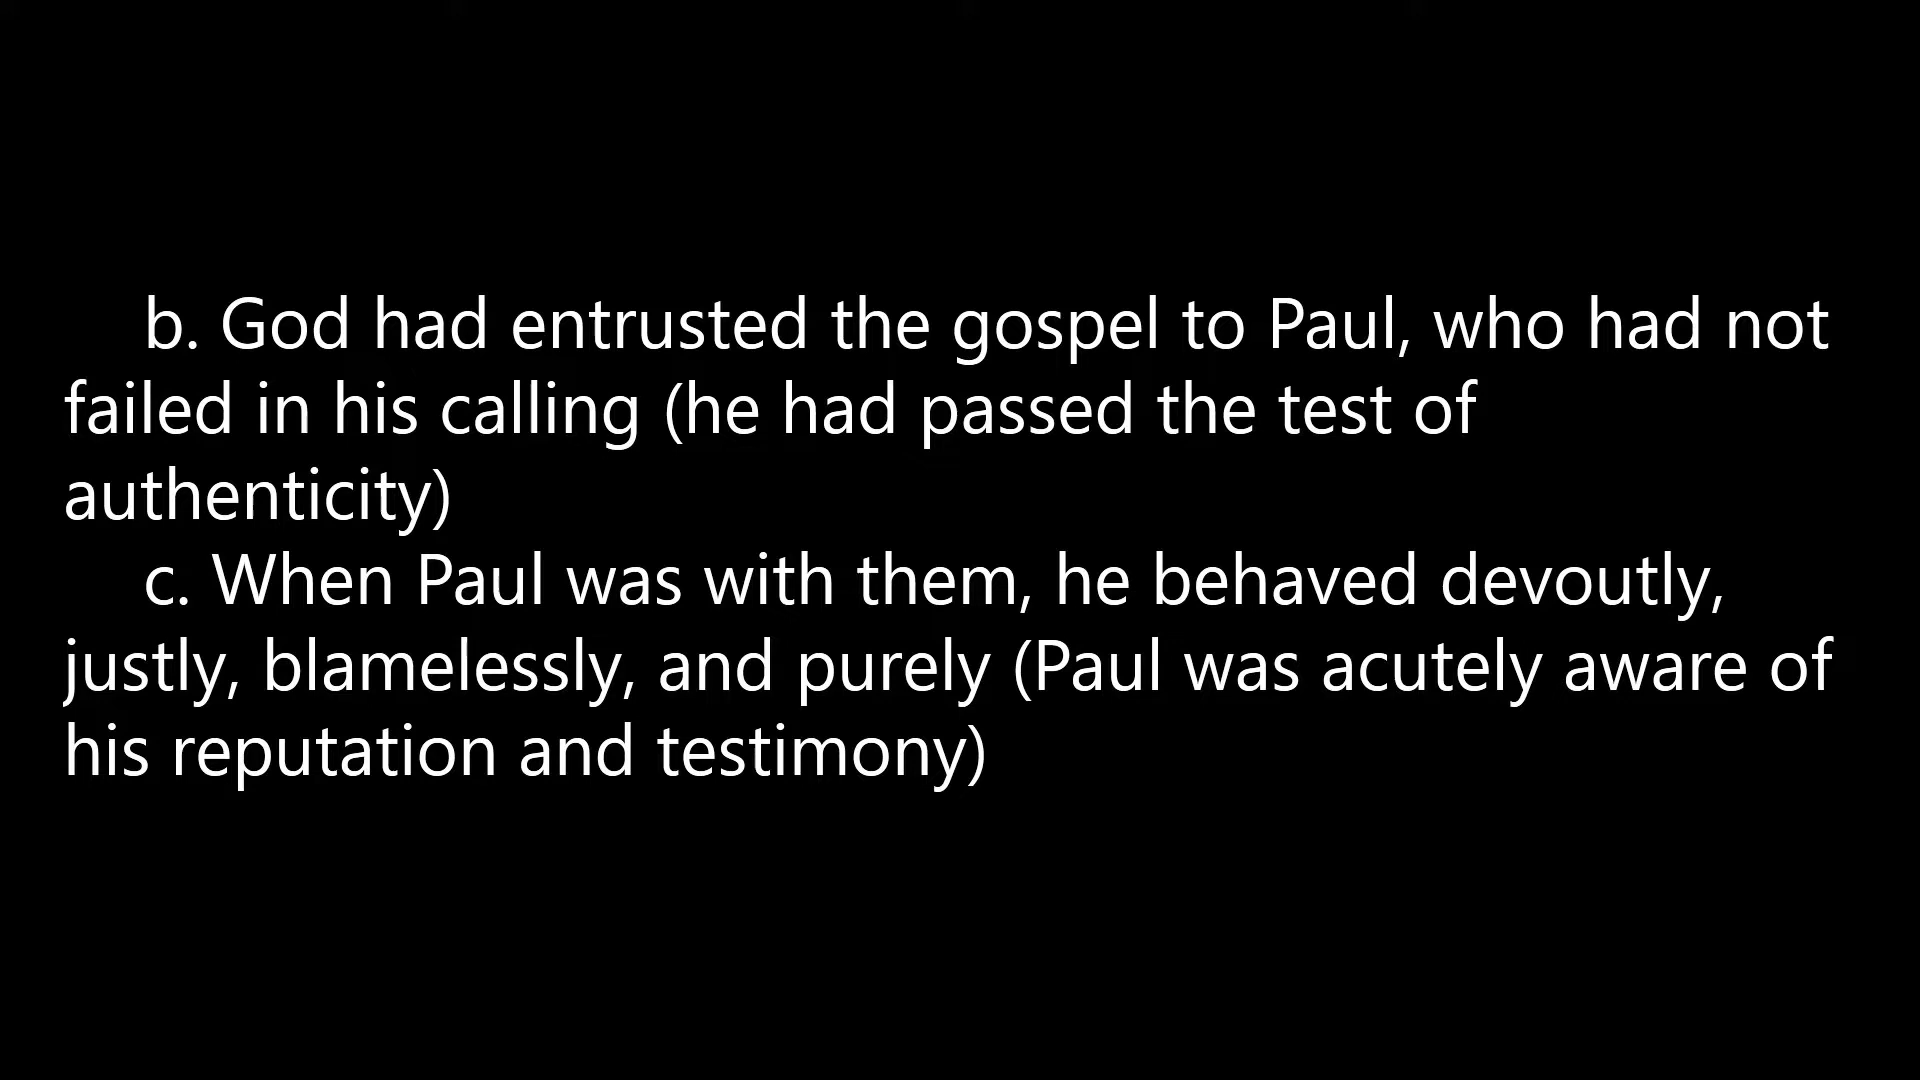 b. God had entrusted the gospel to Paul, who had not
failed in his calling (he had passed the test of
authenticity)
c. When Paul was with them, he behaved devoutly,
justly, blamelessly, and purely (Paul was acutely aware of
his reputation and testimony)